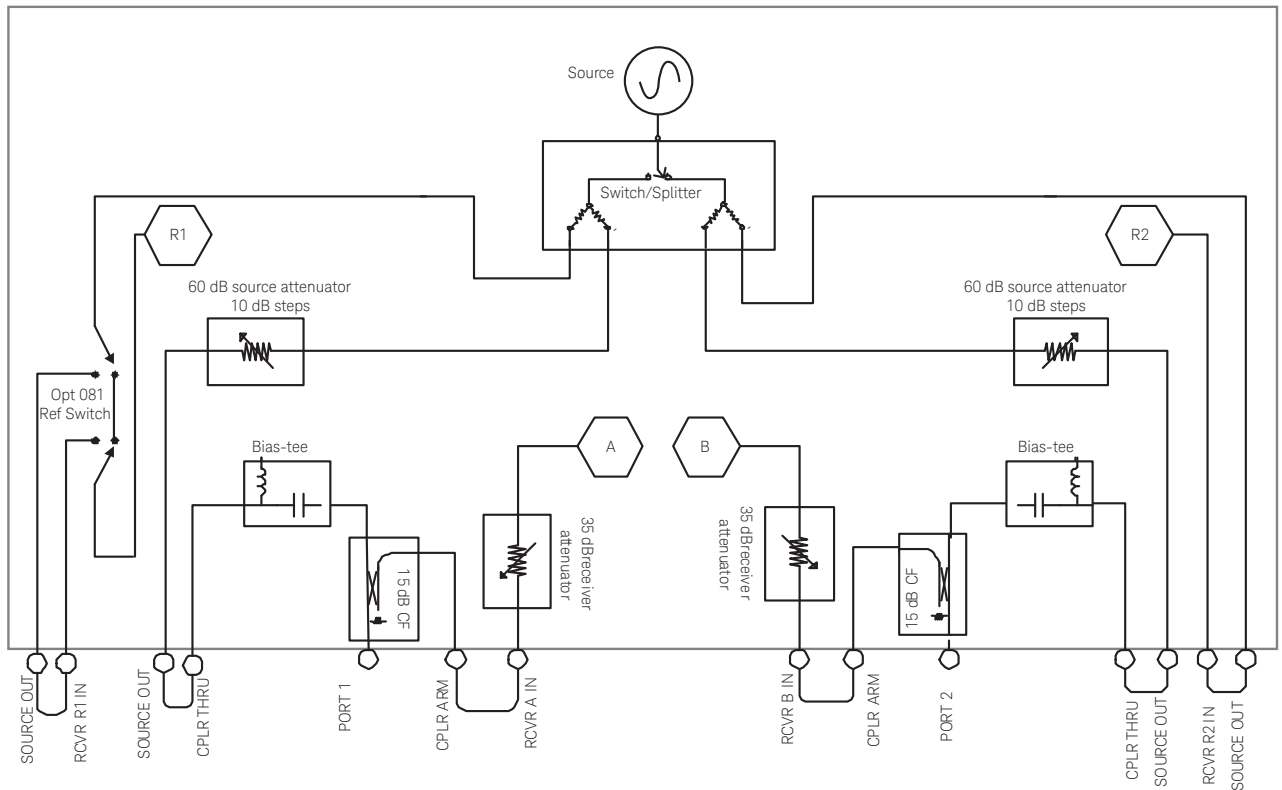 Source
Switch/Splitter
R1
R2
60 dB source attenuator
10 dB steps
60 dB source attenuator
10 dB steps
Opt 081
Ref Switch
A
B
Bias-tee
Bias-tee
35 dBreceiver
attenuator
35 dBreceiver
attenuator
15 dB CF
15 dB CF
SOURCE OUT
RCVR R1 IN
SOURCE OUT
CPLR THRU
PORT 1
CPLR ARM
RCVR A IN
RCVR B IN
CPLR ARM
PORT 2
CPLR THRU
SOURCE OUT
RCVR R2 IN
SOURCE OUT